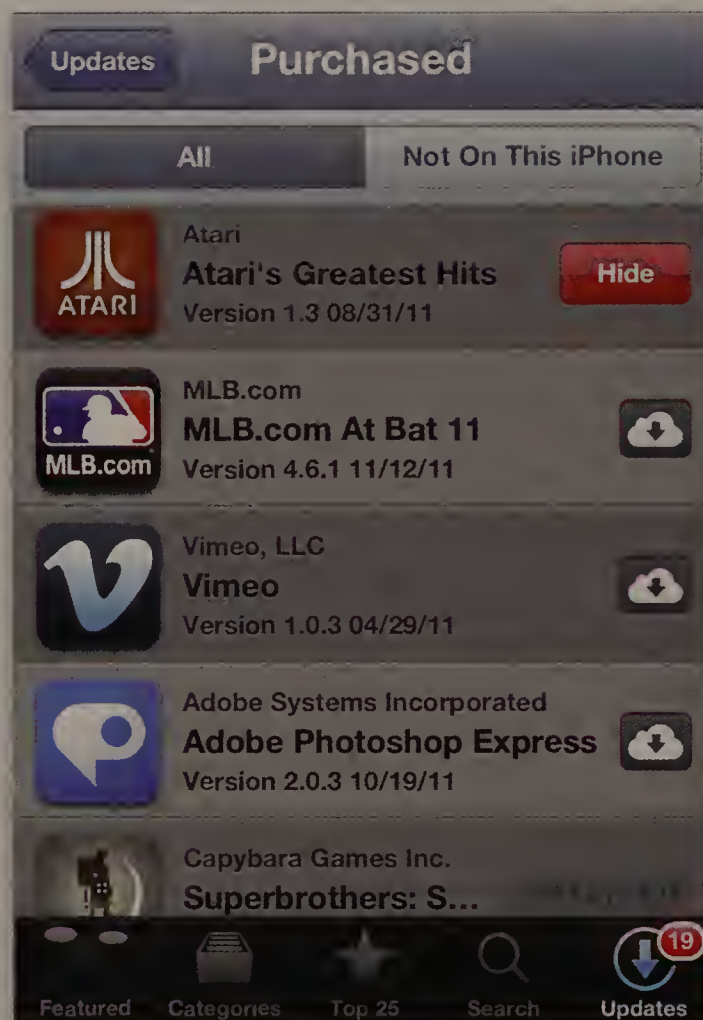 Updates
Purchased
All
Not On This iPhone
Atari
ATARI
Atari's Greatest Hits
Version 1.3 08/31/11
Hide
MLB.com
MLB.com
MLB.com At Bat 11
Version 4.6.1 11/12/11
Vimeo, LLC
Vimeo
Version 1.0.3 04/29/11
Adobe Systems Incorporated
Adobe Photoshop Express
Version 2.0.3 10/19/11
Capybara Games Inc.
Superbrothers: S...
19
Featured
Categories
Top 25
Search
Updates